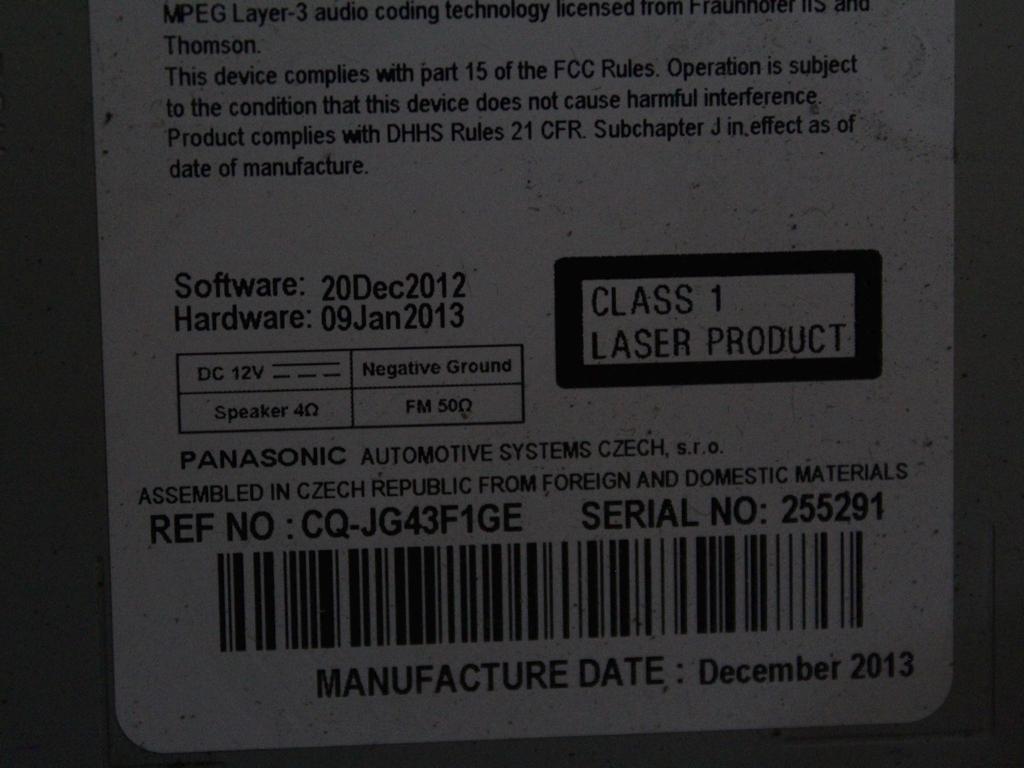 MPEG Layer-3 audio coding technology licensed from Fraunhofer IIS and
Thomson.
This device complies with part 15 of the FCC Rules. Operation is subject
to the condition that this device does not cause harmful interference.
Product complies with DHHS Rules 21 CFR. Subchapter J in effect as of
date of manufacture.
Software: 20Dec2012
Hardware: 09Jan2013
CLASS 1
LASER PRODUCT
DC 12V Negative Ground
Speaker 4Ω FM 50Ω
PANASONIC AUTOMOTIVE SYSTEMS CZECH, s.r.o.
ASSEMBLED IN CZECH REPUBLIC FROM FOREIGN AND DOMESTIC MATERIALS
REF NO : CQ-JG43F1GE SERIAL NO: 255291
MANUFACTURE DATE : December 2013